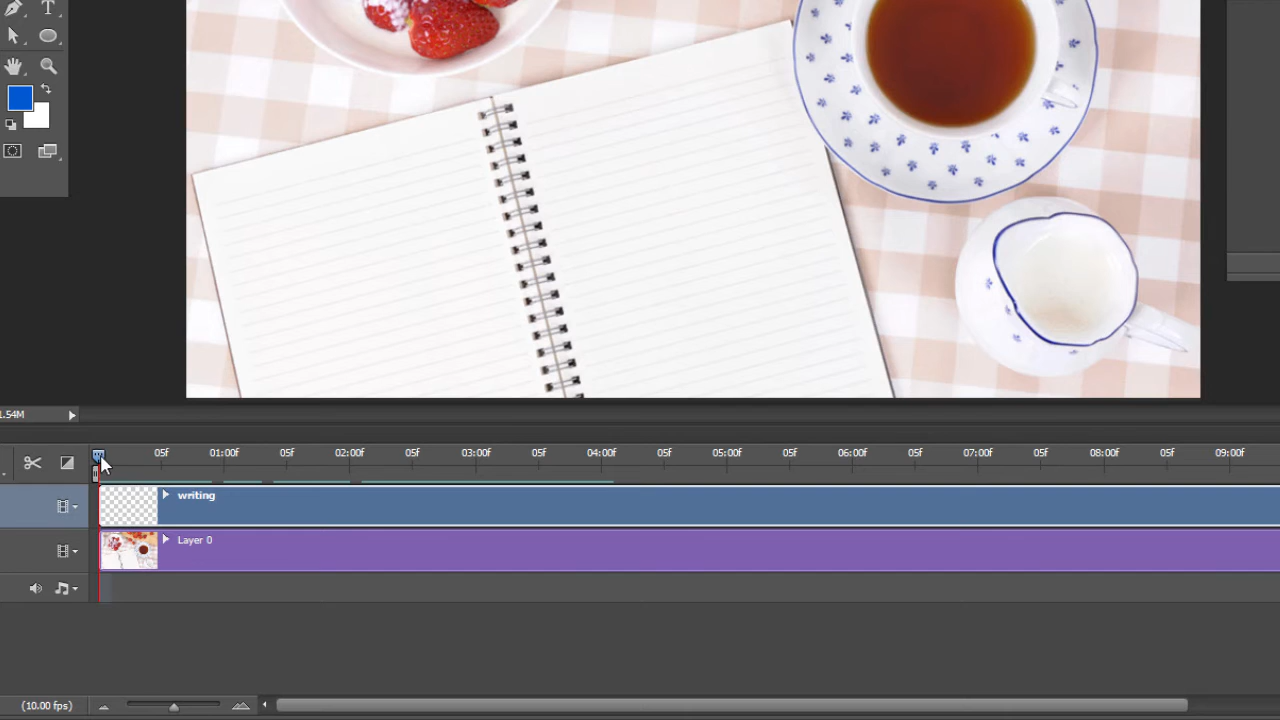 T
1.54M
05f 01:00f 05f 02:00f 05f 03:00f 05f 04:00f 05f 05:00f 05f 06:00f 05f 07:00f 05f 08:00f 05f 09:00f
writing
Layer 0
(10.00 fps)